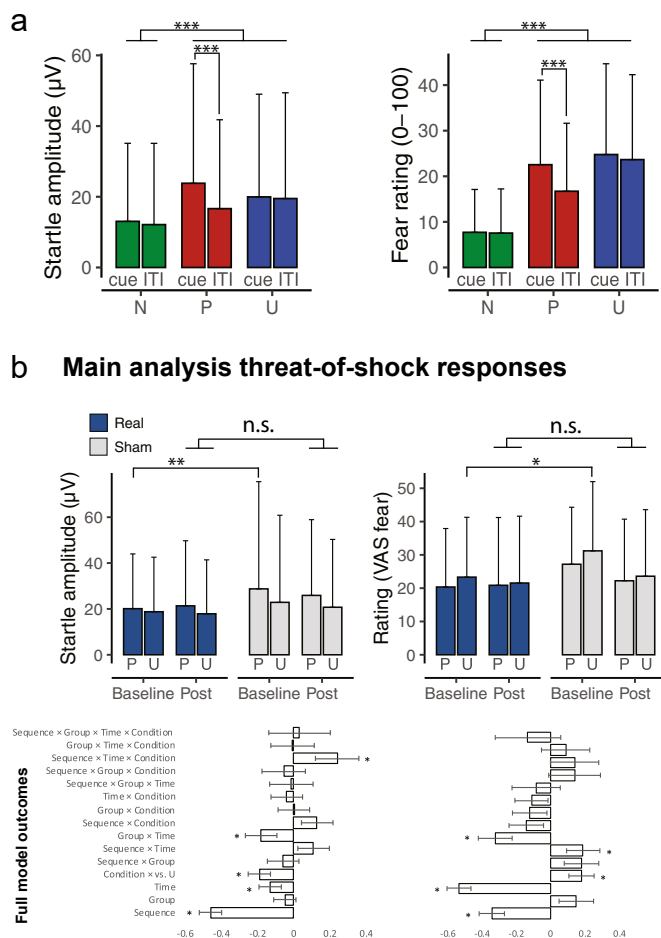 a
***
***
Startle amplitude (µV)
60
40
20
0
cue ITI cue ITI cue ITI
N P U
***
***
Fear rating (0–100)
40
30
20
10
0
cue ITI cue ITI cue ITI
N P U
b Main analysis threat-of-shock responses
Real
Sham
n.s.
**
Startle amplitude (µV)
60
40
20
0
P U P U P U P U
Baseline Post Baseline Post
n.s.
*
Rating (VAS fear)
50
40
30
20
10
0
P U P U P U P U
Baseline Post Baseline Post
Full model outcomes
Sequence × Group × Time × Condition
Group × Time × Condition
Sequence × Time × Condition
Sequence × Group × Condition
Sequence × Group × Time
Time × Condition
Group × Condition
Sequence × Condition
Group × Time
Sequence × Time
Sequence × Group
Condition × vs. U
Time
Group
Sequence
*
*
*
*
*
-0.6 -0.4 -0.2 0 0.2 0.4
*
*
*
*
*
-0.6 -0.4 -0.2 0 0.2 0.4